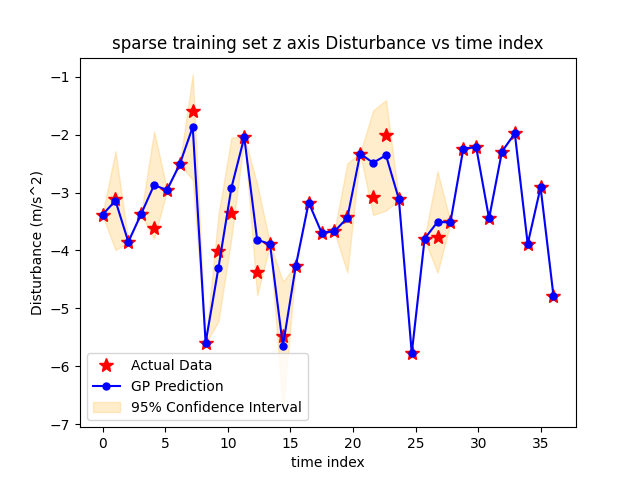 sparse training set z axis Disturbance vs time index
Disturbance (m/s^2)
−1
−2
−3
−4
−5
−6
−7
Actual Data
GP Prediction
95% Confidence Interval
0 5 10 15 20 25 30 35
time index